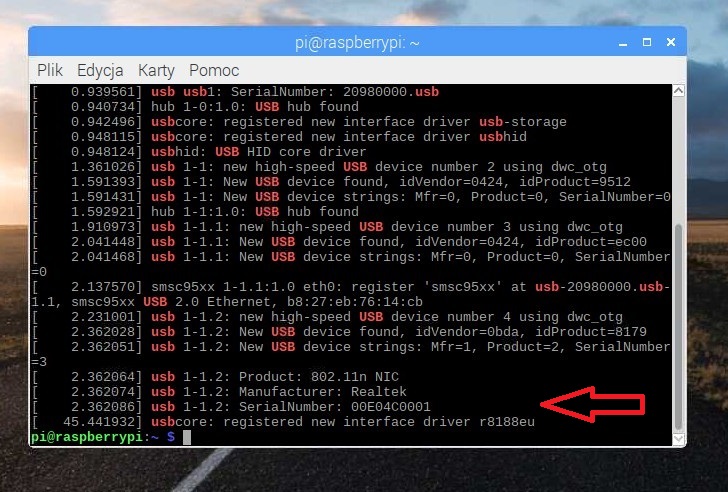 pi@raspberrypi: ~
Plik Edycja Karty Pomoc
[    0.939561] usb usb1: SerialNumber: 20980000.usb
[    0.940734] hub 1-0:1.0: USB hub found
[    0.942496] usbcore: registered new interface driver usb-storage
[    0.948115] usbcore: registered new interface driver usbhid
[    0.948124] usbhid: USB HID core driver
[    1.361026] usb 1-1: new high-speed USB device number 2 using dwc_otg
[    1.591393] usb 1-1: New USB device found, idVendor=0424, idProduct=9512
[    1.591431] usb 1-1: New USB device strings: Mfr=0, Product=0, SerialNumber=0
[    1.592921] hub 1-1:1.0: USB hub found
[    1.910973] usb 1-1.1: new high-speed USB device number 3 using dwc_otg
[    2.041448] usb 1-1.1: New USB device found, idVendor=0424, idProduct=ec00
[    2.041468] usb 1-1.1: New USB device strings: Mfr=0, Product=0, SerialNumber
=0
[    2.137570] smsc95xx 1-1.1:1.0 eth0: register 'smsc95xx' at usb-20980000.usb-
1.1, smsc95xx USB 2.0 Ethernet, b8:27:eb:76:14:cb
[    2.231001] usb 1-1.2: new high-speed USB device number 4 using dwc_otg
[    2.362028] usb 1-1.2: New USB device found, idVendor=0bda, idProduct=8179
[    2.362051] usb 1-1.2: New USB device strings: Mfr=1, Product=2, SerialNumber
=3
[    2.362064] usb 1-1.2: Product: 802.11n NIC
[    2.362074] usb 1-1.2: Manufacturer: Realtek
[    2.362086] usb 1-1.2: SerialNumber: 00E04C0001
[   45.441932] usbcore: registered new interface driver r8188eu
pi@raspberrypi:~ $